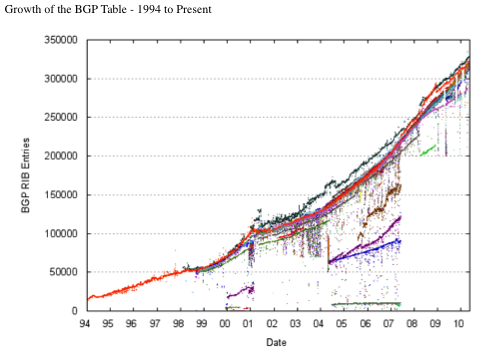 Growth of the BGP Table - 1994 to Present
350000
300000
250000
200000
150000
100000
50000
0
BGP RIB Entries
94 95 96 97 98 99 00 01 02 03 04 05 06 07 08 09 10
Date